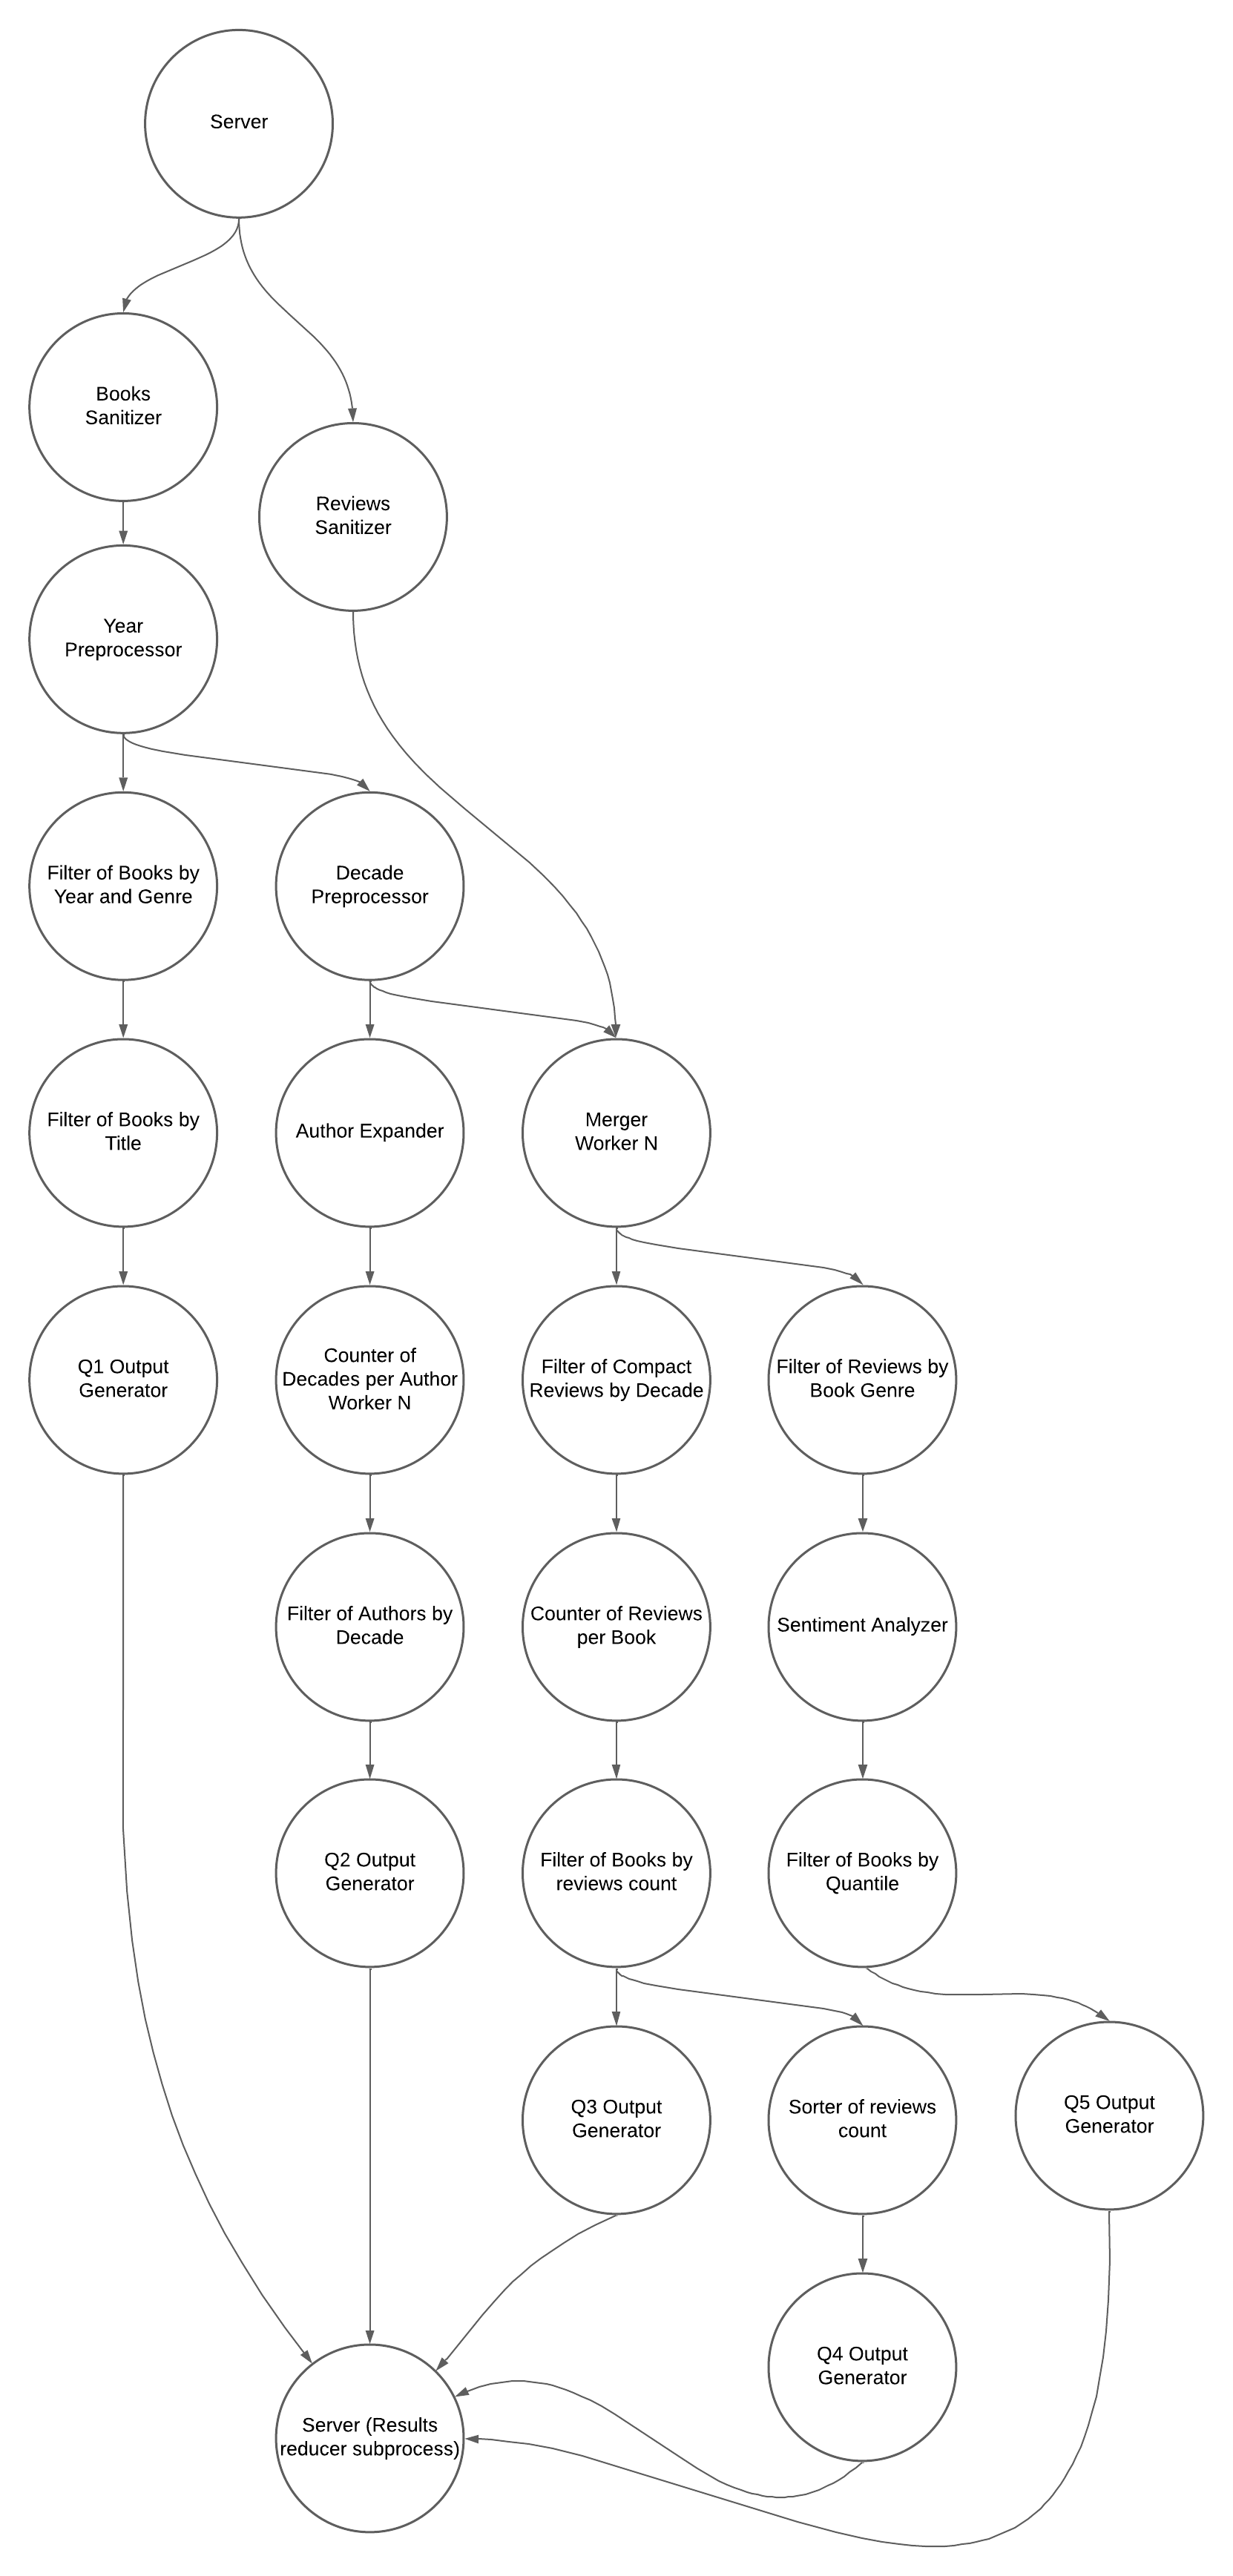 Server
Books
Sanitizer
Reviews
Sanitizer
Year
Preprocessor
Filter of Books by
Year and Genre
Decade
Preprocessor
Filter of Books by
Title
Author Expander
Merger
Worker N
Q1 Output
Generator
Counter of
Decades per Author
Worker N
Filter of Compact
Reviews by Decade
Filter of Reviews by
Book Genre
Filter of Authors by
Decade
Counter of Reviews
per Book
Sentiment Analyzer
Q2 Output
Generator
Filter of Books by
reviews count
Filter of Books by
Quantile
Q3 Output
Generator
Sorter of reviews
count
Q5 Output
Generator
Q4 Output
Generator
Server (Results
reducer subprocess)